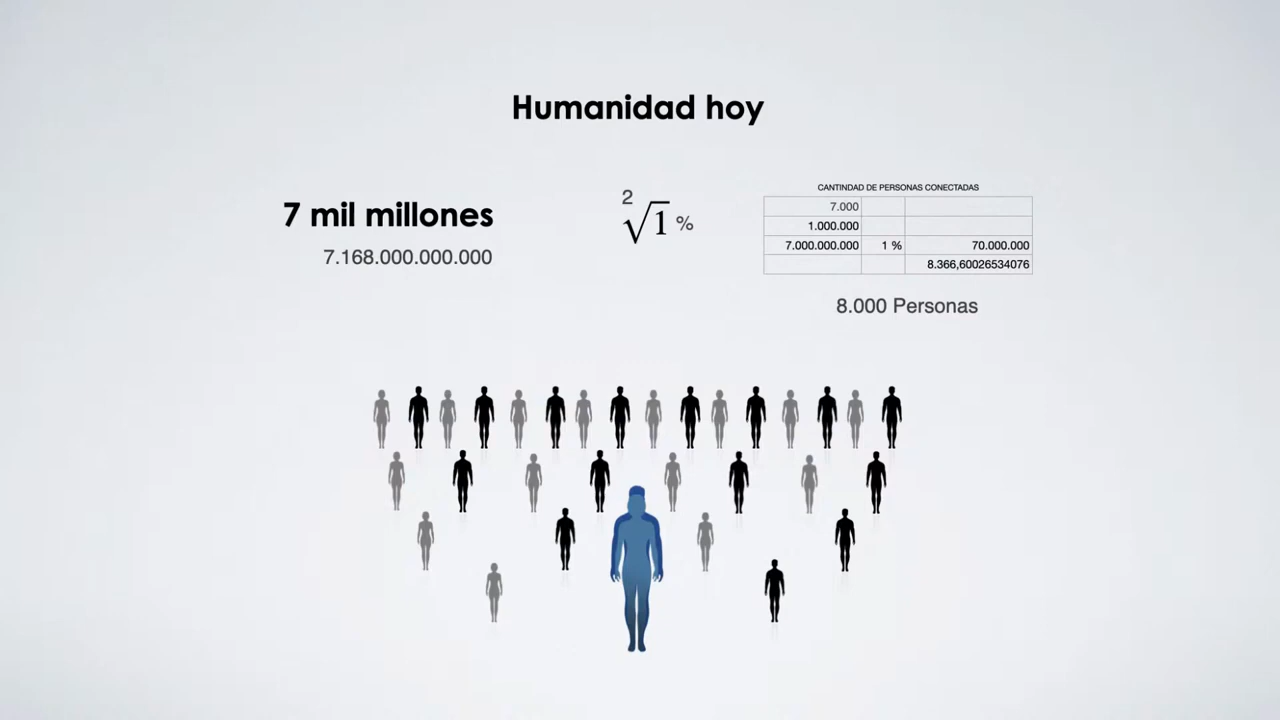 Humanidad hoy
7 mil millones
7.168.000.000.000
2
√1 %
CANTINDAD DE PERSONAS CONECTADAS
7.000
1.000.000
7.000.000.000 1 % 70.000.000
8.366,60026534076
8.000 Personas